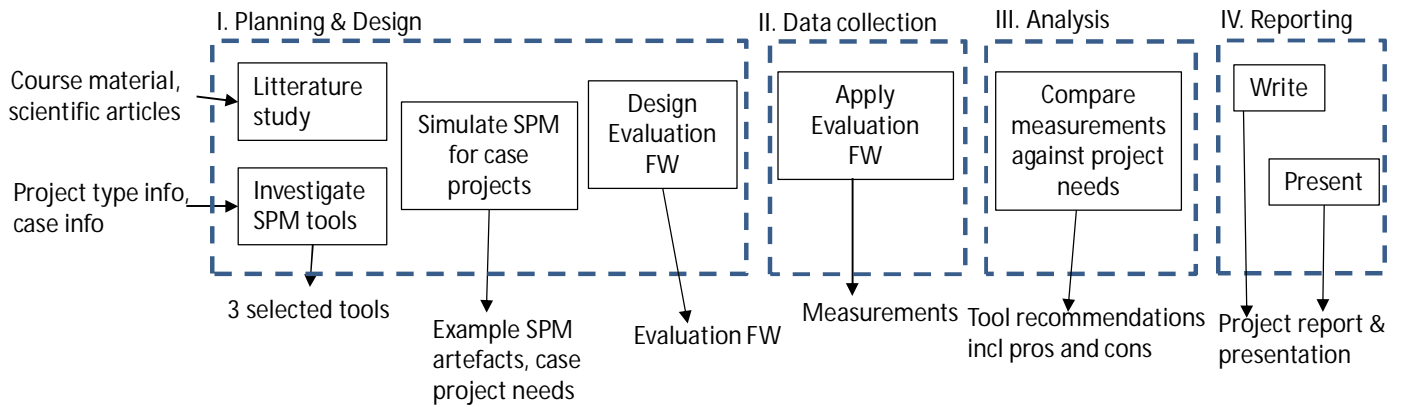 I. Planning & Design
II. Data collection
III. Analysis
IV. Reporting
Course material,
scientific articles
Litterature
study
Project type info,
case info
Investigate
SPM tools
Simulate SPM
for case
projects
Design
Evaluation
FW
Apply
Evaluation
FW
Compare
measurements
against project
needs
Write
Present
3 selected tools
Example SPM
artefacts, case
project needs
Evaluation FW
Measurements
Tool recommendations
incl pros and cons
Project report &
presentation